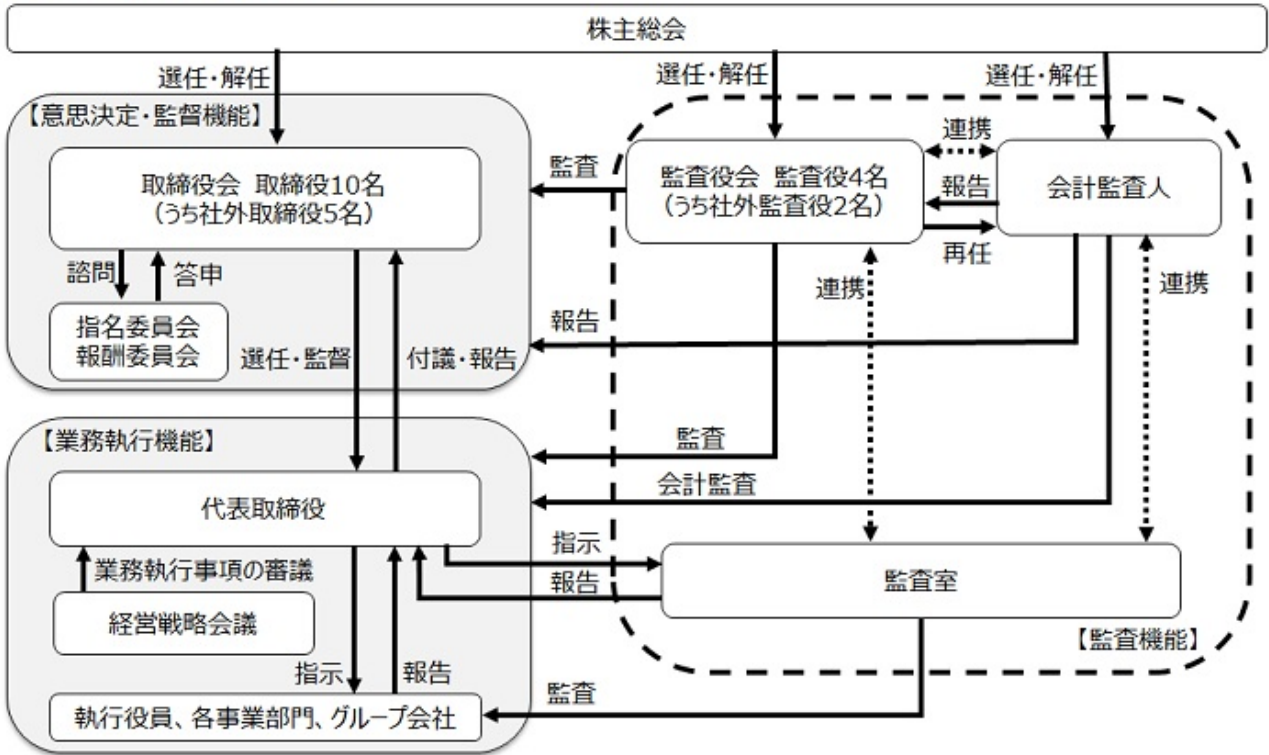 株主総会
選任・解任
選任・解任
選任・解任
【意思決定・監督機能】
取締役会 取締役10名
（うち社外取締役5名）
監査
監査役会 監査役4名
（うち社外監査役2名）
連携
報告
再任
会計監査人
諮問
答申
連携
連携
指名委員会
報酬委員会
選任・監督
付議・報告
報告
【業務執行機能】
監査
会計監査
代表取締役
指示
報告
監査室
業務執行事項の審議
経営戦略会議
【監査機能】
指示
報告
監査
執行役員、各事業部門、グループ会社